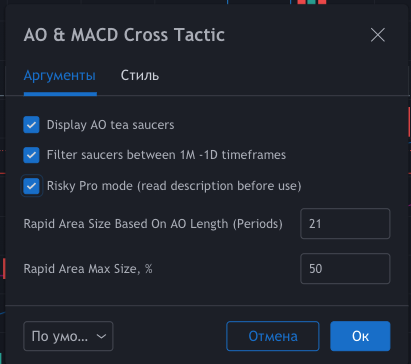 AO & MACD Cross Tactic
Аргументы Стиль
Display AO tea saucers
Filter saucers between 1M -1D timeframes
Risky Pro mode (read description before use)
Rapid Area Size Based On AO Length (Periods) 21
Rapid Area Max Size, % 50
По умо... Отмена Ок